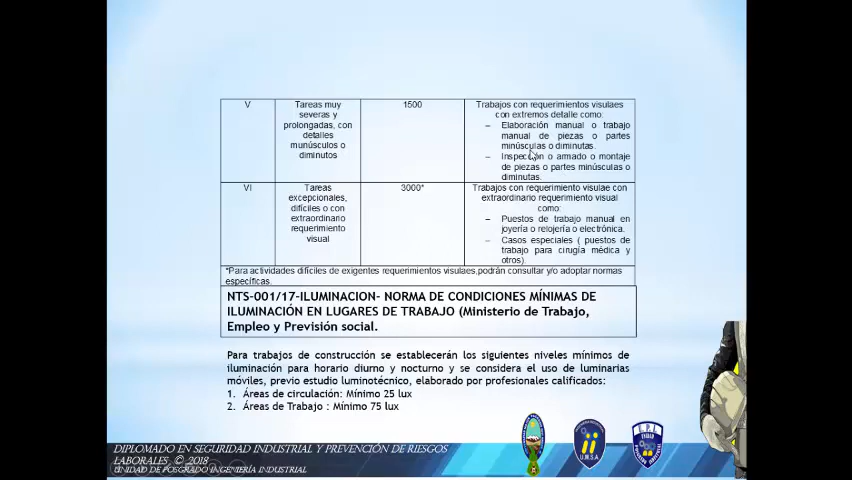 V
Tareas muy
severas y
prolongadas, con
detalles
munúsculos o
diminutos
1500
Trabajos con requerimientos visulaes
con extremos detalle como:
– Elaboración manual o trabajo
manual de piezas o partes
minúsculas o diminutas.
– Inspección o armado o montaje
de piezas o partes minúsculas o
diminutas.
VI
Tareas
excepcionales,
difíciles o con
extraordinario
requerimiento
visual
3000*
Trabajos con requerimiento visulae con
extraordinario requerimiento visual
como:
– Puestos de trabajo manual en
joyería o relojería o electrónica.
– Casos especiales ( puestos de
trabajo para cirugía médica y
otros).
*Para actividades difíciles de exigentes requerimientos visulaes,podrán consultar y/o adoptar normas
específicas.
NTS-001/17-ILUMINACION- NORMA DE CONDICIONES MÍNIMAS DE
ILUMINACIÓN EN LUGARES DE TRABAJO (Ministerio de Trabajo,
Empleo y Previsión social.
Para trabajos de construcción se establecerán los siguientes niveles mínimos de
iluminación para horario diurno y nocturno y se considera el uso de luminarias
móviles, previo estudio luminotécnico, elaborado por profesionales calificados:
1. Áreas de circulación: Mínimo 25 lux
2. Áreas de Trabajo : Mínimo 75 lux
DIPLOMADO EN SEGURIDAD INDUSTRIAL Y PREVENCIÓN DE RIESGOS
LABORALES © 2018
UNIDAD DE POSGRADO INGENIERÍA INDUSTRIAL
U.M.S.A.